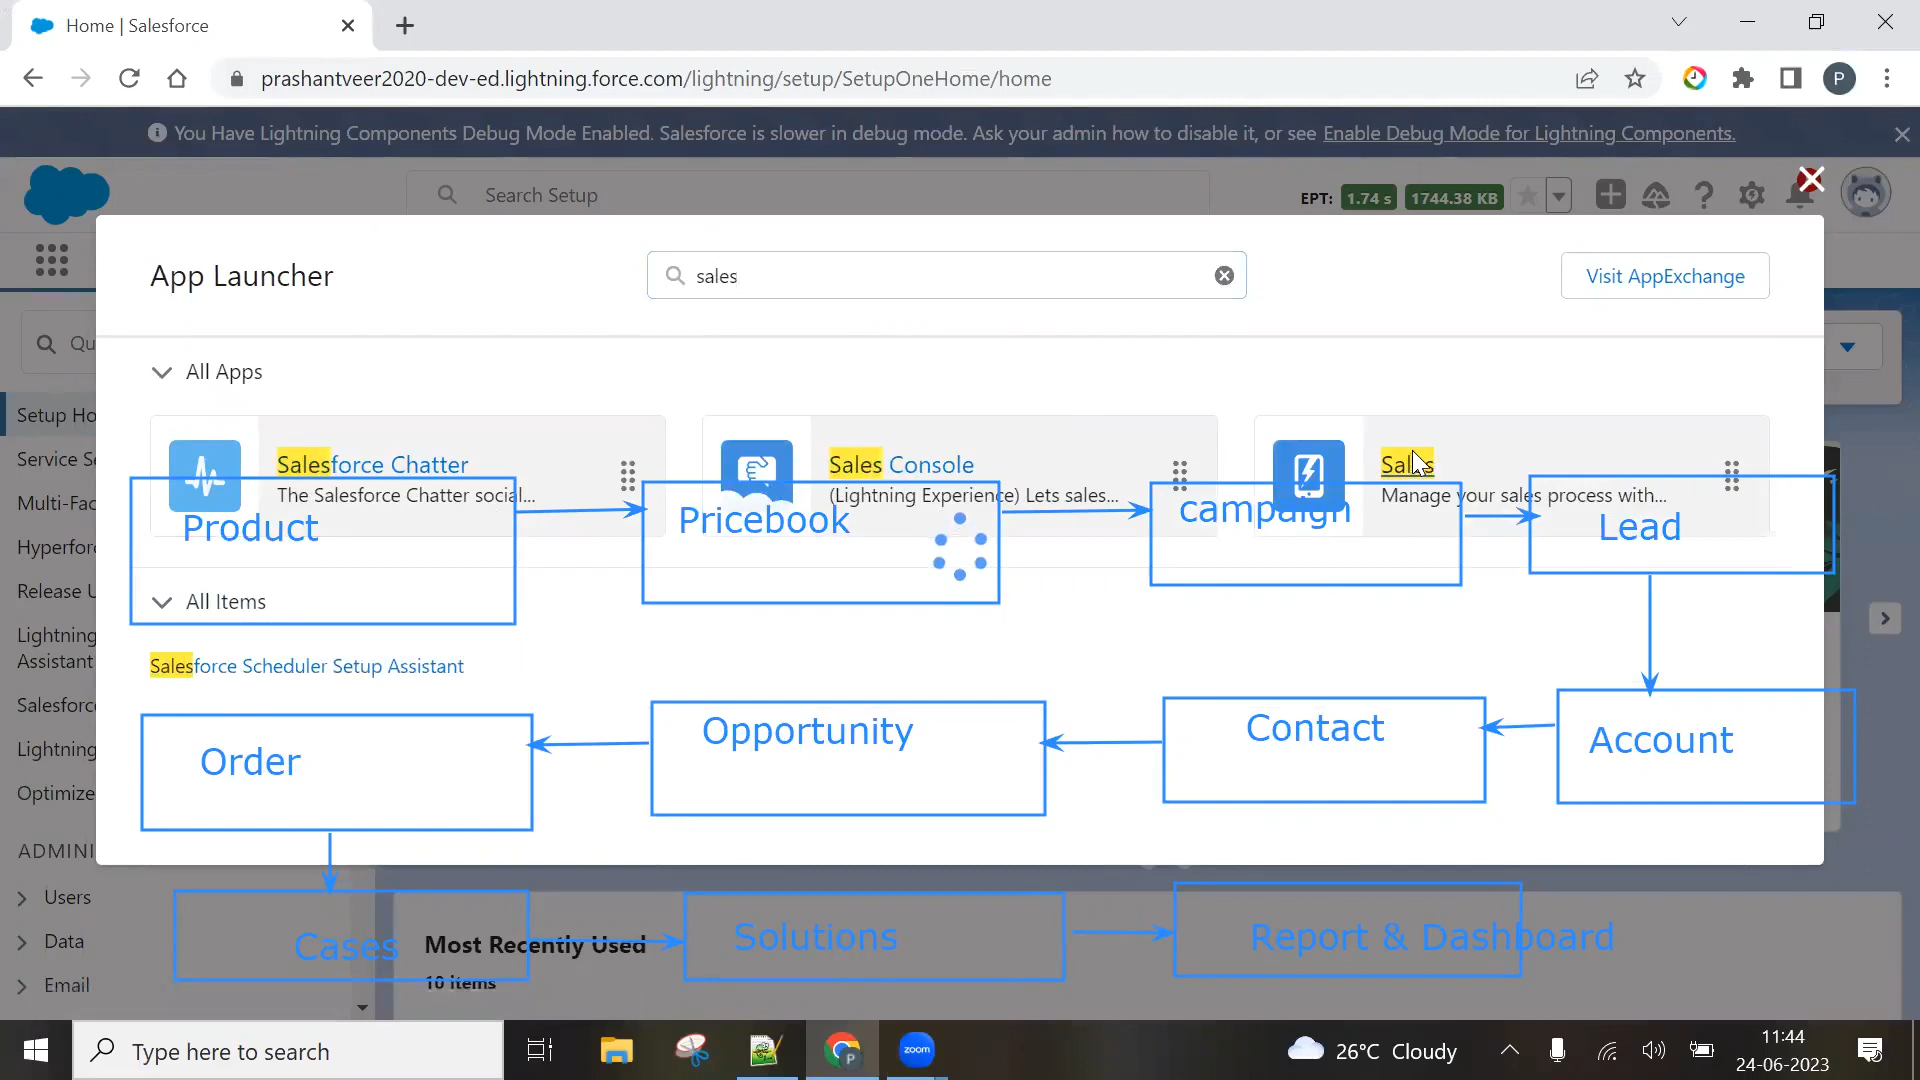 Home | Salesforce
prashantveer2020-dev-ed.lightning.force.com/lightning/setup/SetupOneHome/home
P
You Have Lightning Components Debug Mode Enabled. Salesforce is slower in debug mode. Ask your admin how to disable it, or see Enable Debug Mode for Lightning Components.
Search Setup
EPT: 1.74 s 1744.38 KB
App Launcher
sales
Visit AppExchange
Qu
All Apps
Setup Ho
Service Se
Multi-Fac
Hyperforc
Release U
Lightning
Assistant
Salesforce
Lightning
Optimize
Salesforce Chatter
The Salesforce Chatter social...
Sales Console
(Lightning Experience) Lets sales...
Sales
Manage your sales process with...
Product
Pricebook
campaign
Lead
All Items
Salesforce Scheduler Setup Assistant
Order
Opportunity
Contact
Account
ADMINI
Users
Data
Email
Cases
Most Recently Used
10 items
Solutions
Report & Dashboard
Type here to search
P
zoom
26°C Cloudy
11:44
24-06-2023